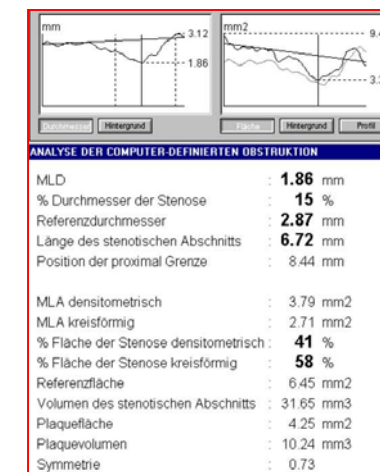 mm
3.12
1.86
mm2
9.4
3.
Durchmesser Hintergrund
Fläche Hintergrund Profil
ANALYSE DER COMPUTER-DEFINIERTEN OBSTRUKTION
MLD : 1.86 mm
% Durchmesser der Stenose : 15 %
Referenzdurchmesser : 2.87 mm
Länge des stenotischen Abschnitts : 6.72 mm
Position der proximal Grenze : 8.44 mm
MLA densitometrisch : 3.79 mm2
MLA kreisförmig : 2.71 mm2
% Fläche der Stenose densitometrisch : 41 %
% Fläche der Stenose kreisförmig : 58 %
Referenzfläche : 6.45 mm2
Volumen des stenotischen Abschnitts : 31.65 mm3
Plaquefläche : 4.25 mm2
Plaquevolumen : 10.24 mm3
Symmetrie : 0.73